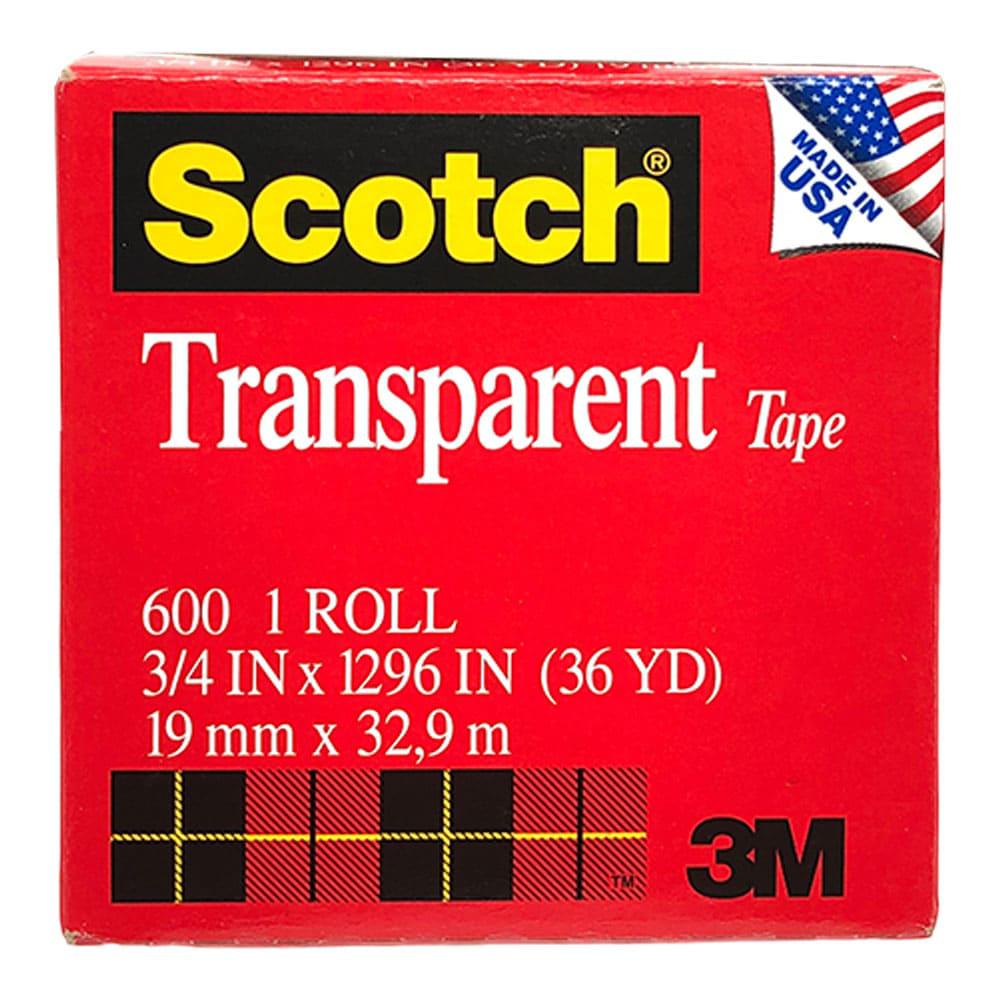 Scotch®
MADE IN
USA
Transparent Tape
600 1 ROLL
3/4 IN x 1296 IN (36 YD)
19 mm x 32,9 m
TM
3M